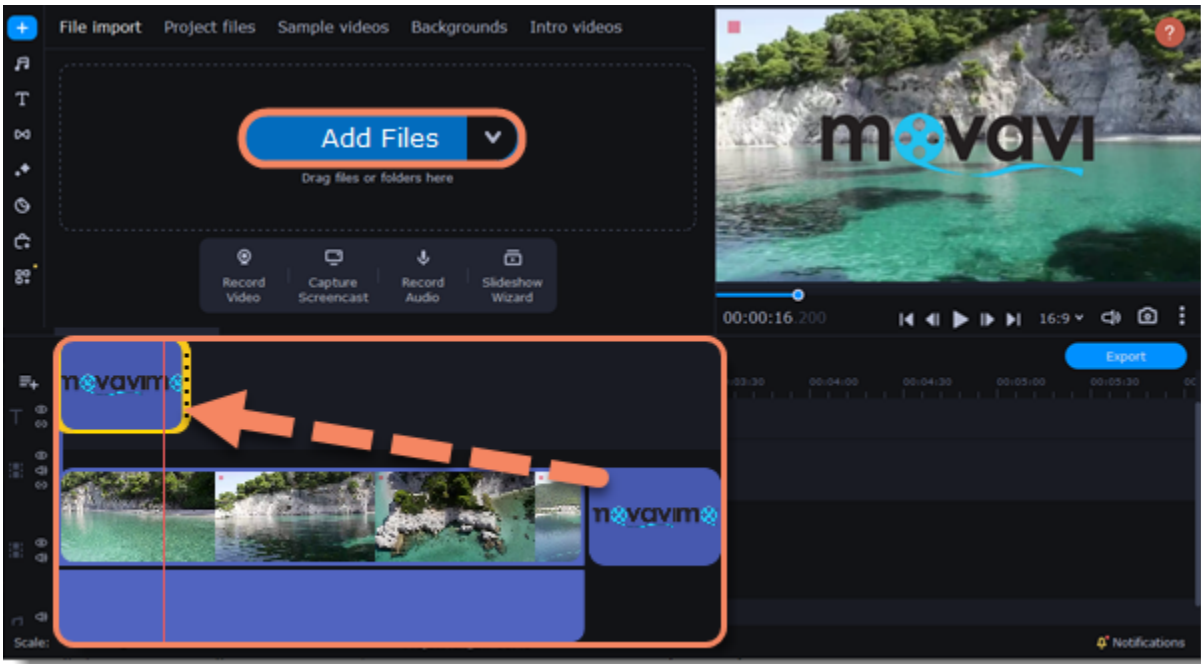 File import Project files Sample videos Backgrounds Intro videos
?
Add Files
Drag files or folders here
Record Video
Capture Screencast
Record Audio
Slideshow Wizard
movavi
00:00:16.200
16:9
Export
03:30 00:04:00 00:04:30 00:05:00 00:05:30 00
movavimo
movavimo
Scale:
Notifications